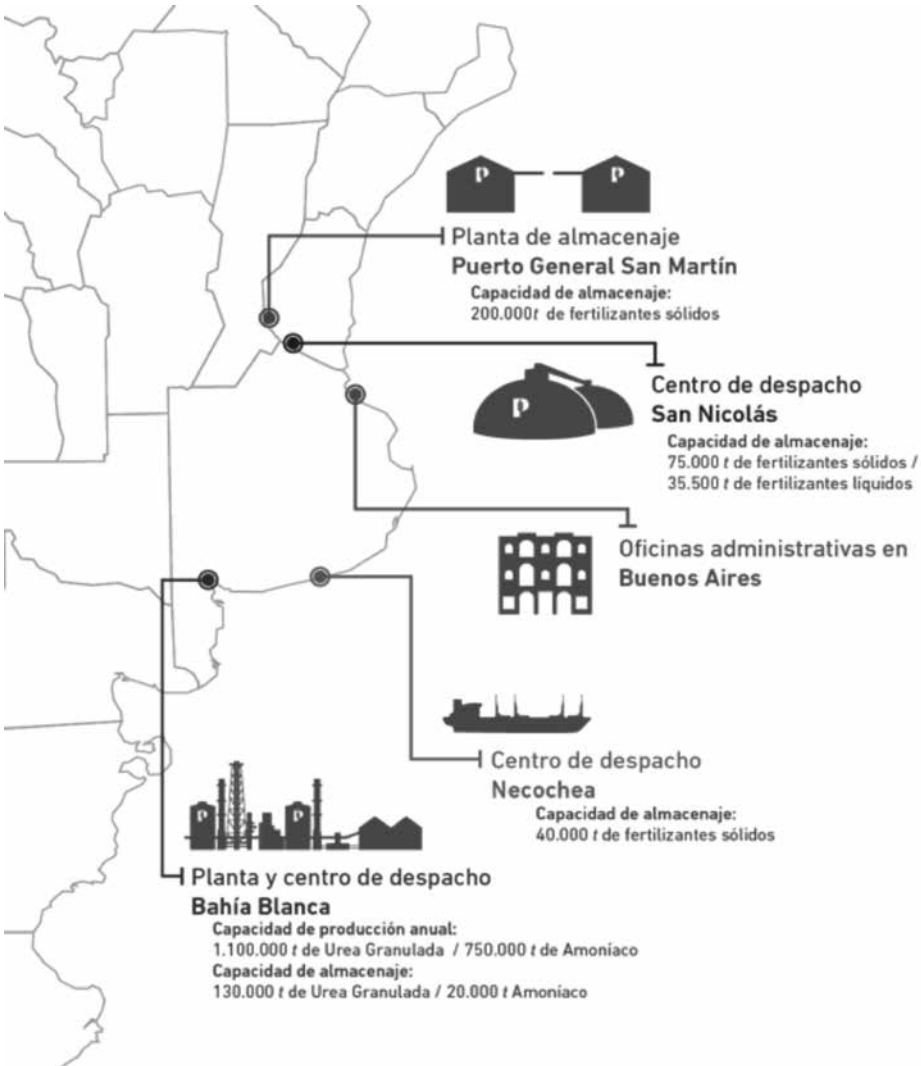 Planta de almacenaje
Puerto General San Martín
Capacidad de almacenaje:
200.000t de fertilizantes sólidos
Centro de despacho
San Nicolás
Capacidad de almacenaje:
75.000 t de fertilizantes sólidos /
35.500 t de fertilizantes líquidos
Oficinas administrativas en
Buenos Aires
Centro de despacho
Necochea
Capacidad de almacenaje:
40.000 t de fertilizantes sólidos
Planta y centro de despacho
Bahía Blanca
Capacidad de producción anual:
1.100.000 t de Urea Granulada / 750.000 t de Amoníaco
Capacidad de almacenaje:
130.000 t de Urea Granulada / 20.000 t Amoníaco